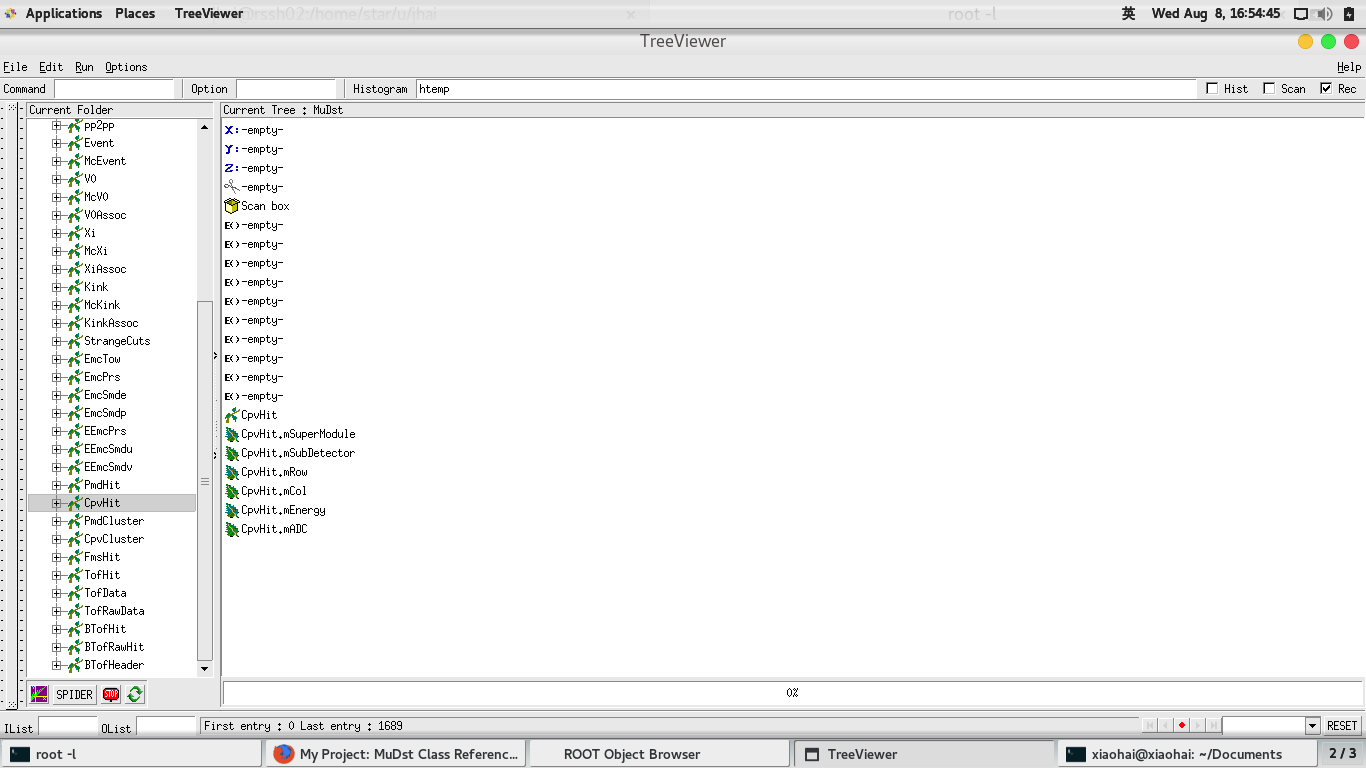 Applications Places TreeViewer @rssh02:/home/star/u/jhai root -l 英 Wed Aug 8, 16:54:45
TreeViewer
File Edit Run Options Help
Command Option Histogram htemp Hist Scan Rec
Current Folder
pp2pp
Event
McEvent
V0
McV0
V0Assoc
Xi
McXi
XiAssoc
Kink
McKink
KinkAssoc
StrangeCuts
EmcTow
EmcPrs
EmcSmde
EmcSmdp
EEmcPrs
EEmcSmdu
EEmcSmdv
PmdHit
CpvHit
PmdCluster
CpvCluster
FmsHit
TofHit
TofData
TofRawData
BTofHit
BTofRawHit
BTofHeader
Current Tree : MuDst
X:-empty-
Y:-empty-
Z:-empty-
-empty-
Scan box
E()-empty-
E()-empty-
E()-empty-
E()-empty-
E()-empty-
E()-empty-
E()-empty-
E()-empty-
E()-empty-
E()-empty-
CpvHit
CpvHit.mSuperModule
CpvHit.mSubDetector
CpvHit.mRow
CpvHit.mCol
CpvHit.mEnergy
CpvHit.mADC
SPIDER STOP
0%
IList OList First entry : 0 Last entry : 1689 RESET
root -l My Project: MuDst Class Referenc... ROOT Object Browser TreeViewer xiaohai@xiaohai: ~/Documents 2 / 3